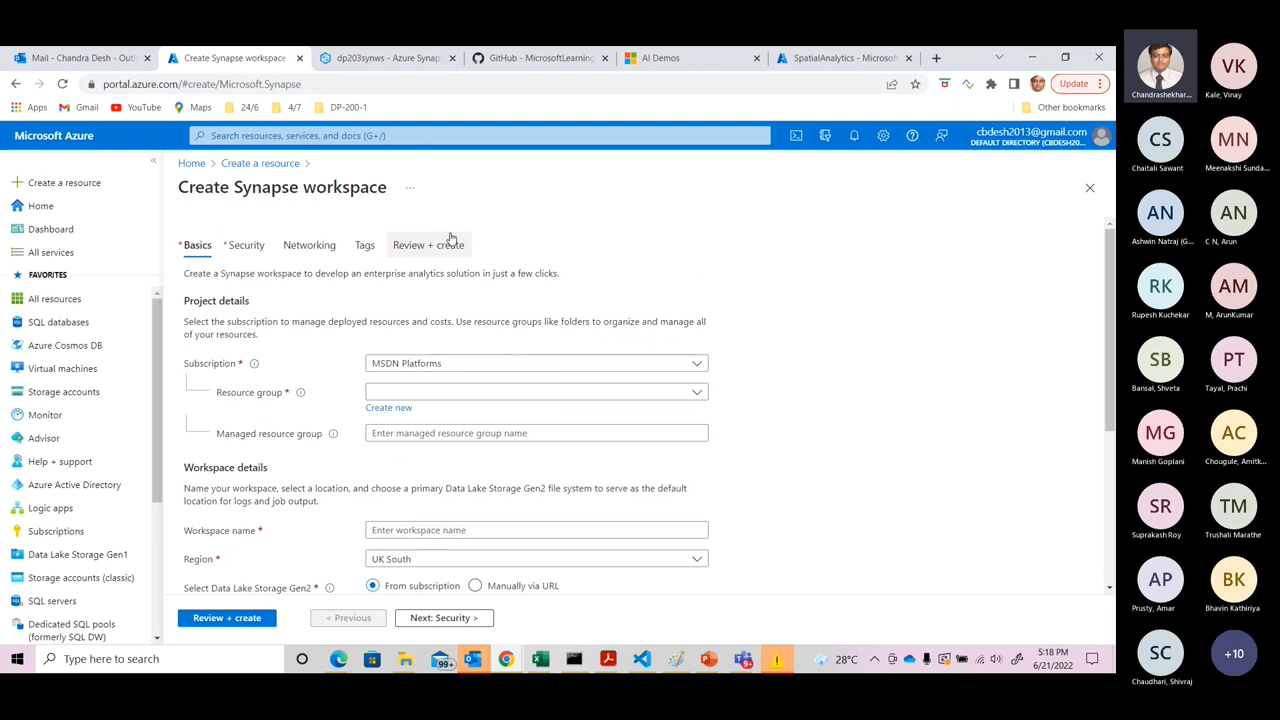 Mail - Chandra Desh - Outl
Create Synapse workspace
dp203synws - Azure Synaps
GitHub - MicrosoftLearning
AI Demos
SpatialAnalytics - Microsoft
portal.azure.com/#create/Microsoft.Synapse
Update
Apps
Gmail
YouTube
Maps
24/6
4/7
DP-200-1
Other bookmarks
Microsoft Azure
Search resources, services, and docs (G+/)
cbdesh2013@gmail.com
DEFAULT DIRECTORY (CBDESH20...
Home > Create a resource >
Create Synapse workspace ...
Create a resource
Home
Dashboard
All services
FAVORITES
All resources
SQL databases
Azure Cosmos DB
Virtual machines
Storage accounts
Monitor
Advisor
Help + support
Azure Active Directory
Logic apps
Subscriptions
Data Lake Storage Gen1
Storage accounts (classic)
SQL servers
Dedicated SQL pools
(formerly SQL DW)
* Basics * Security Networking Tags Review + create
Create a Synapse workspace to develop an enterprise analytics solution in just a few clicks.
Project details
Select the subscription to manage deployed resources and costs. Use resource groups like folders to organize and manage all
of your resources.
Subscription *
MSDN Platforms
Resource group *
Create new
Managed resource group
Enter managed resource group name
Workspace details
Name your workspace, select a location, and choose a primary Data Lake Storage Gen2 file system to serve as the default
location for logs and job output.
Workspace name *
Enter workspace name
Region *
UK South
Select Data Lake Storage Gen2 *
From subscription
Manually via URL
Review + create
< Previous
Next: Security >
Type here to search
99+
9+
28°C
5:18 PM
6/21/2022
Chandrashekhar...
VK
Kale, Vinay
CS
Chaitali Sawant
MN
Meenakshi Sunda...
AN
Ashwin Natraj (G...
AN
C N, Arun
RK
Rupesh Kuchekar
AM
M, ArunKumar
SB
Bansal, Shveta
PT
Tayal, Prachi
MG
Manish Goplani
AC
Chougule, Amitk...
SR
Suprakash Roy
TM
Trushali Marathe
AP
Prusty, Amar
BK
Bhavin Kathiriya
SC
Chaudhari, Shivraj
+10